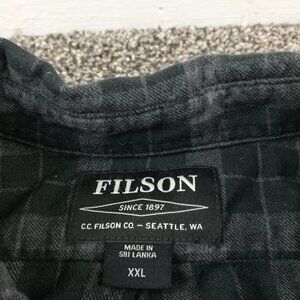 FILSON
SINCE 1897
C.C. FILSON CO. — SEATTLE, WA
MADE IN
SRI LANKA
XXL